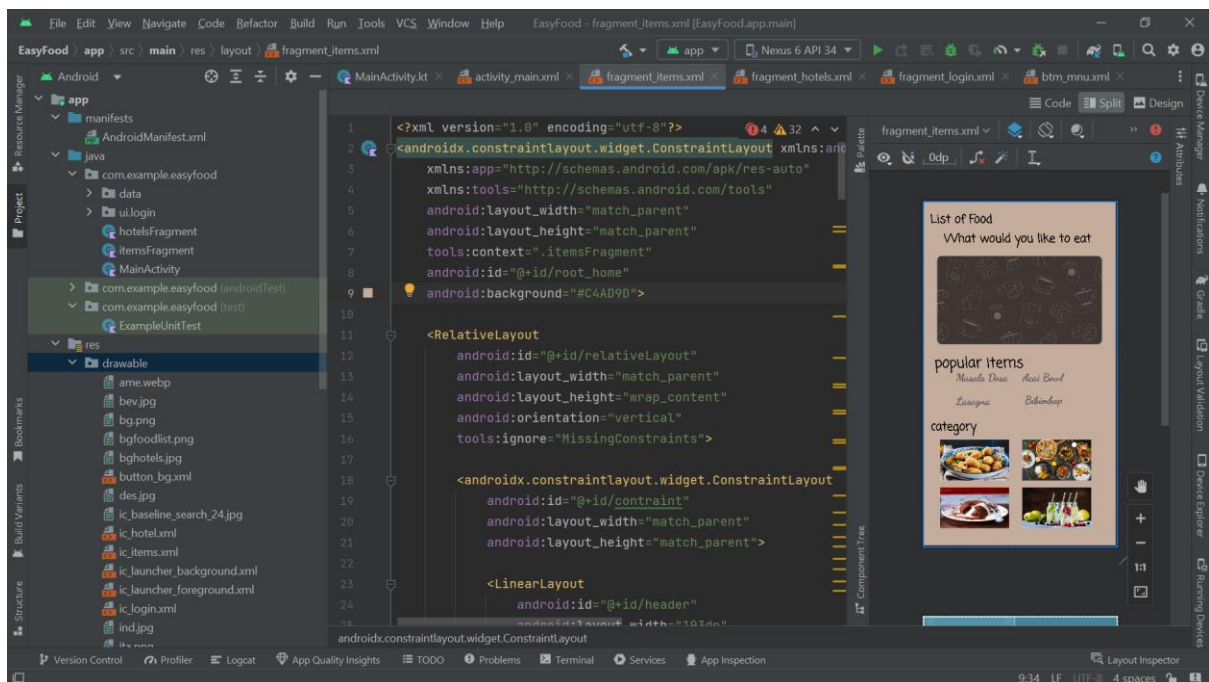 File Edit View Navigate Code Refactor Build Run Tools VCS Window Help EasyFood - fragment_items.xml [EasyFood.app.main]
EasyFood app src main res layout fragment_items.xml app Nexus 6 API 34
Android MainActivity.kt activity_main.xml fragment_items.xml fragment_hotels.xml fragment_login.xml btm_mnu.xml
Code Split Design
Resource Manager
Project
Bookmarks
Build Variants
Structure
app
manifests
AndroidManifest.xml
java
com.example.easyfood
data
ui.login
hotelsFragment
itemsFragment
MainActivity
com.example.easyfood (androidTest)
com.example.easyfood (test)
ExampleUnitTest
res
drawable
ame.webp
bev.jpg
bg.png
bgfoodlist.png
bghotels.jpg
button_bg.xml
des.jpg
ic_baseline_search_24.jpg
ic_hotel.xml
ic_items.xml
ic_launcher_background.xml
ic_launcher_foreground.xml
ic_login.xml
ind.jpg
ita.png
1 <?xml version="1.0" encoding="utf-8"?> 4 32
2 <androidx.constraintlayout.widget.ConstraintLayout xmlns:and
3 xmlns:app="http://schemas.android.com/apk/res-auto"
4 xmlns:tools="http://schemas.android.com/tools"
5 android:layout_width="match_parent"
6 android:layout_height="match_parent"
7 tools:context=".itemsFragment"
8 android:id="@+id/root_home"
9 android:background="#C4AD9D">
10
11 <RelativeLayout
12 android:id="@+id/relativeLayout"
13 android:layout_width="match_parent"
14 android:layout_height="wrap_content"
15 android:orientation="vertical"
16 tools:ignore="MissingConstraints">
17
18 <androidx.constraintlayout.widget.ConstraintLayout
19 android:id="@+id/contraint"
20 android:layout_width="match_parent"
21 android:layout_height="match_parent">
22
23 <LinearLayout
24 android:id="@+id/header"
25 android:layout_width="193dp"
androidx.constraintlayout.widget.ConstraintLayout
Palette
Component Tree
fragment_items.xml
0dp
List of Food
What would you like to eat
popular items
Masala Dosa Acai Bowl
Lasagna Bibimbap
category
1:1
Device Manager
Attributes
Notifications
Gradle
Layout Validation
Device Explorer
Running Devices
Version Control Profiler Logcat App Quality Insights TODO Problems Terminal Services App Inspection Layout Inspector
9:34 LF UTF-8 4 spaces